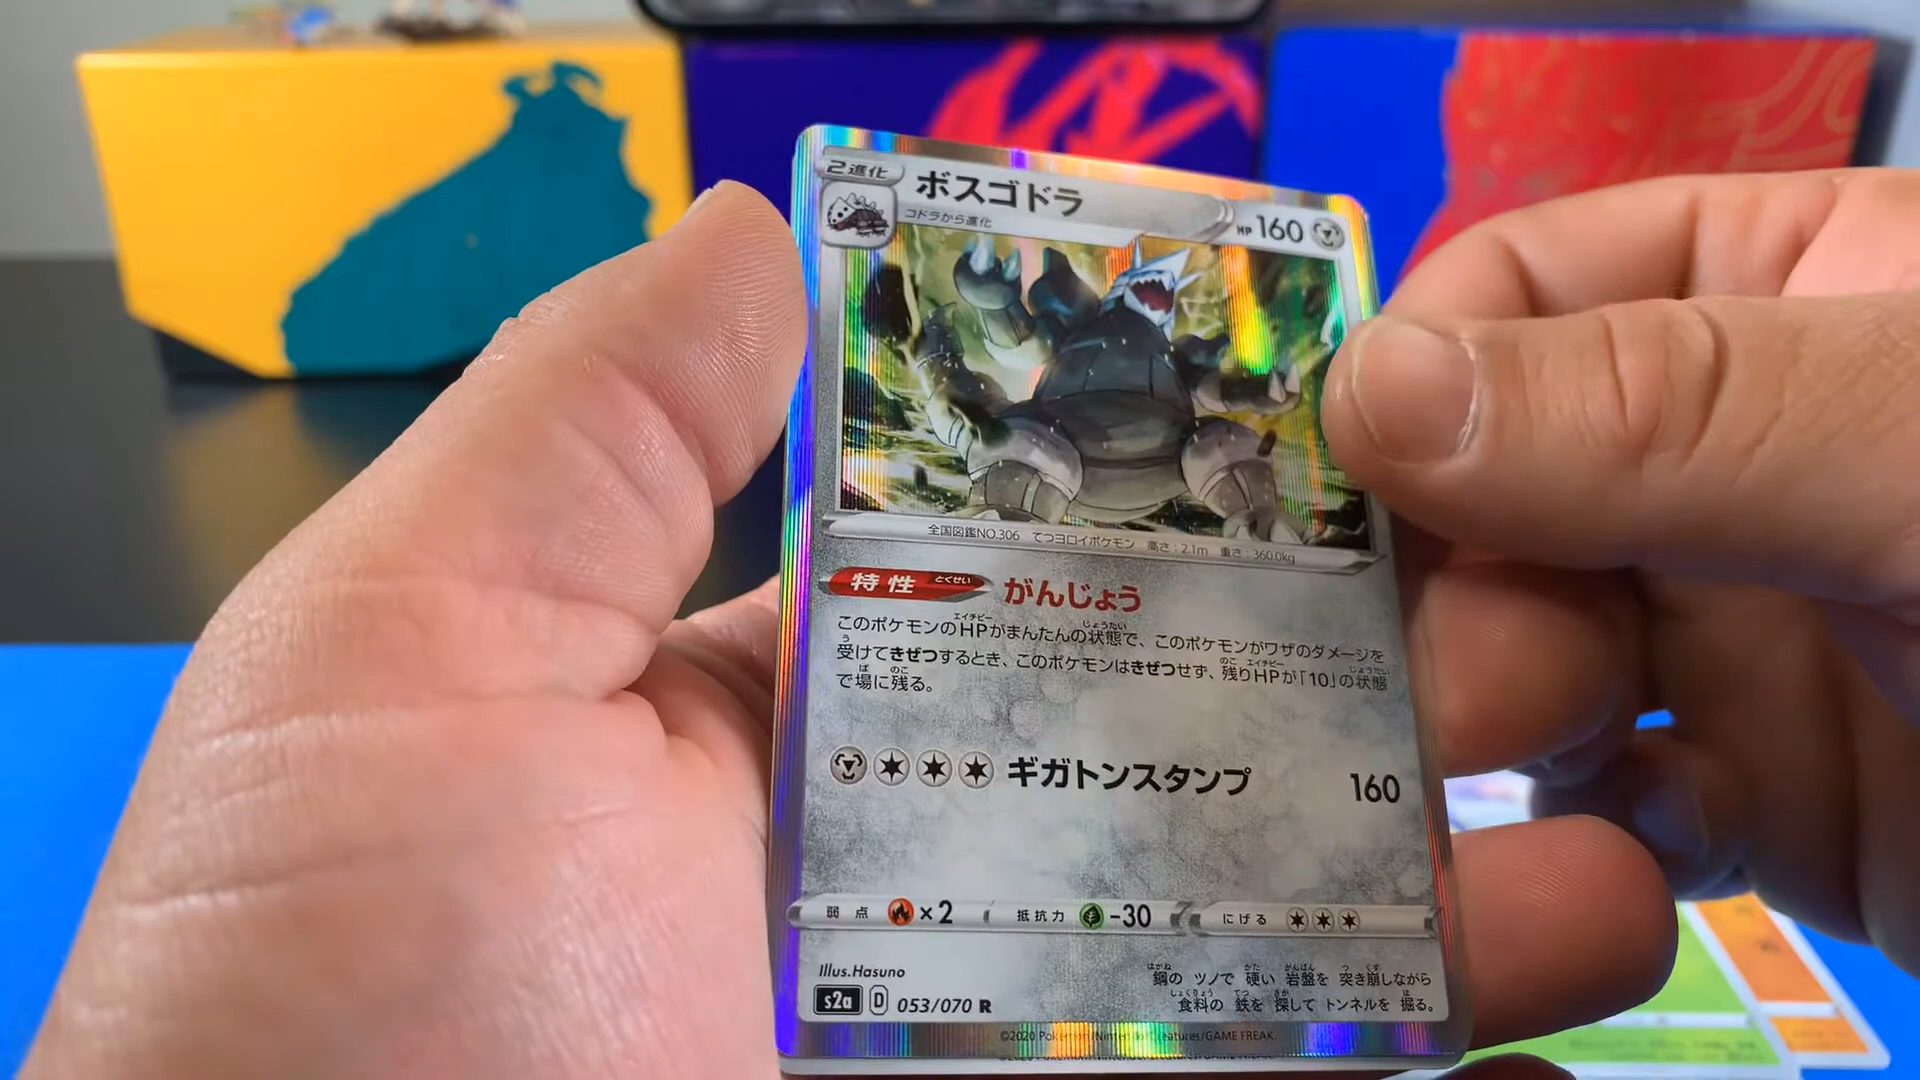 2進化 ボスゴドラ HP160
コドラから進化
全国図鑑NO.306 てつヨロイポケモン 高さ:2.1m 重さ:360.0kg
特性 とくせい がんじょう
このポケモンのHPがまんたんの状態で、このポケモンがワザのダメージを
受けてきぜつするとき、このポケモンはきぜつせず、残りHPが「10」の状態
で場に残る。
ギガトンスタンプ 160
弱点 ×2 抵抗力 -30 にげる
Illus.Hasuno
鋼の ツノで 硬い 岩盤を 突き崩しながら
食料の 鉄を 探して トンネルを 掘る。
s2a D 053/070 R
©2020 Pokémon/Nintendo/Creatures/GAME FREAK.